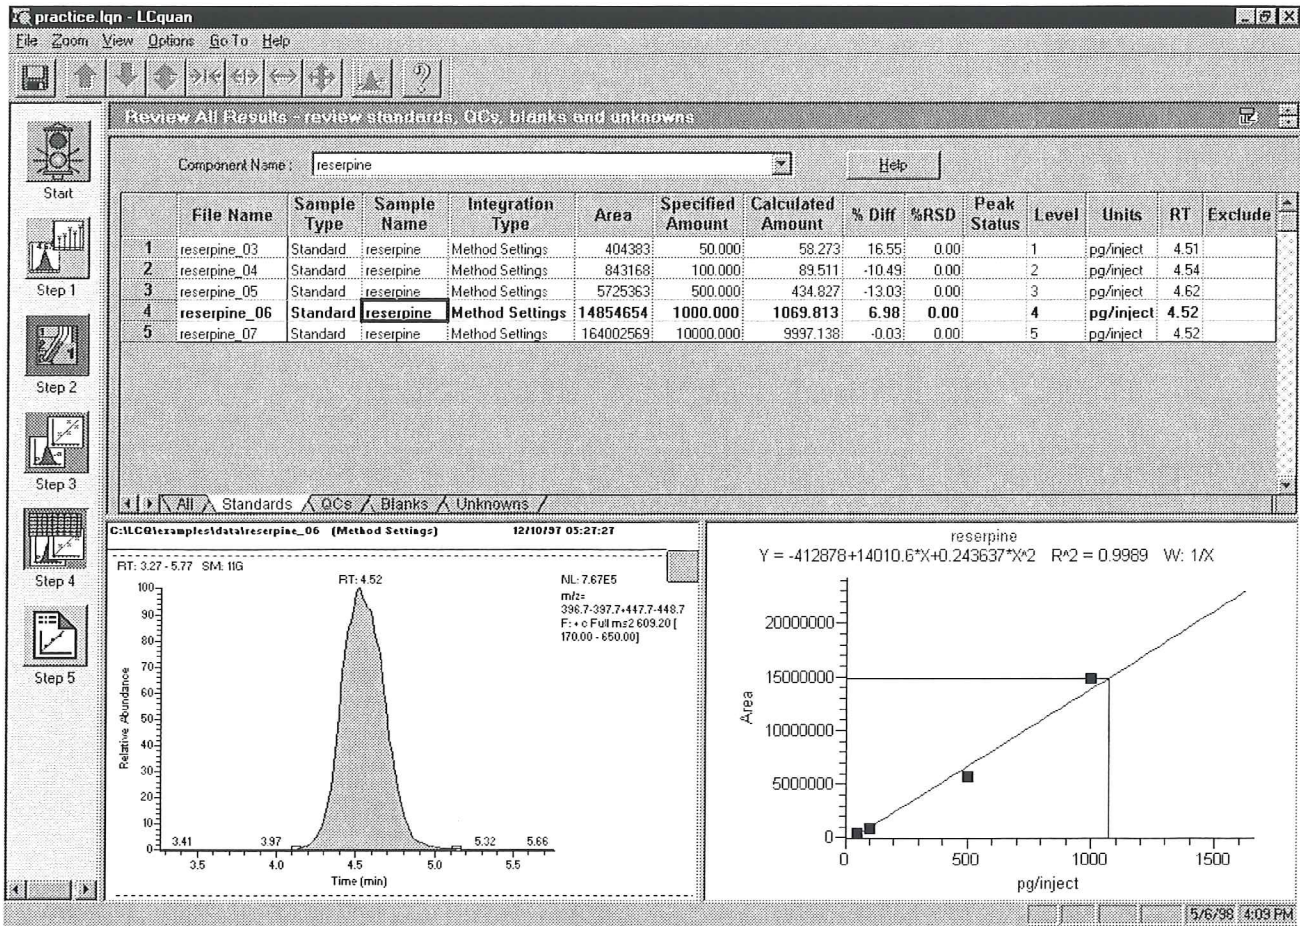 practice.lqn - LCquan
File Zoom View Options Go To Help
Review All Results - review standards, QCs, blanks and unknowns
Start
Step 1
Step 2
Step 3
Step 4
Step 5
Component Name : reserpine Help
File Name Sample Type Sample Name Integration Type Area Specified Amount Calculated Amount % Diff %RSD Peak Status Level Units RT Exclude
1 reserpine_03 Standard reserpine Method Settings 404383 50.000 58.273 16.55 0.00 1 pg/inject 4.51
2 reserpine_04 Standard reserpine Method Settings 843168 100.000 89.511 -10.49 0.00 2 pg/inject 4.54
3 reserpine_05 Standard reserpine Method Settings 5725363 500.000 434.827 -13.03 0.00 3 pg/inject 4.62
4 reserpine_06 Standard reserpine Method Settings 14854654 1000.000 1069.813 6.98 0.00 4 pg/inject 4.52
5 reserpine_07 Standard reserpine Method Settings 164002569 10000.000 9997.138 -0.03 0.00 5 pg/inject 4.52
All Standards QCs Blanks Unknowns
C:\LCQ\examples\data\reserpine_06 (Method Settings) 12/10/97 05:27:27
RT: 3.27 - 5.77 SM: 11G
RT: 4.52
NL: 7.67E5
m/z=
396.7-397.7+447.7-448.7
F: + c Full ms2 609.20 [
170.00 - 650.00]
100
90
80
70
60
50
40
30
20
10
0
Relative Abundance
3.41 3.97 5.32 5.66
3.5 4.0 4.5 5.0 5.5
Time (min)
reserpine
Y = -412878+14010.6*X+0.243637*X^2 R^2 = 0.9989 W: 1/X
20000000
15000000
10000000
5000000
0
Area
0 500 1000 1500
pg/inject
5/6/98 4:09 PM